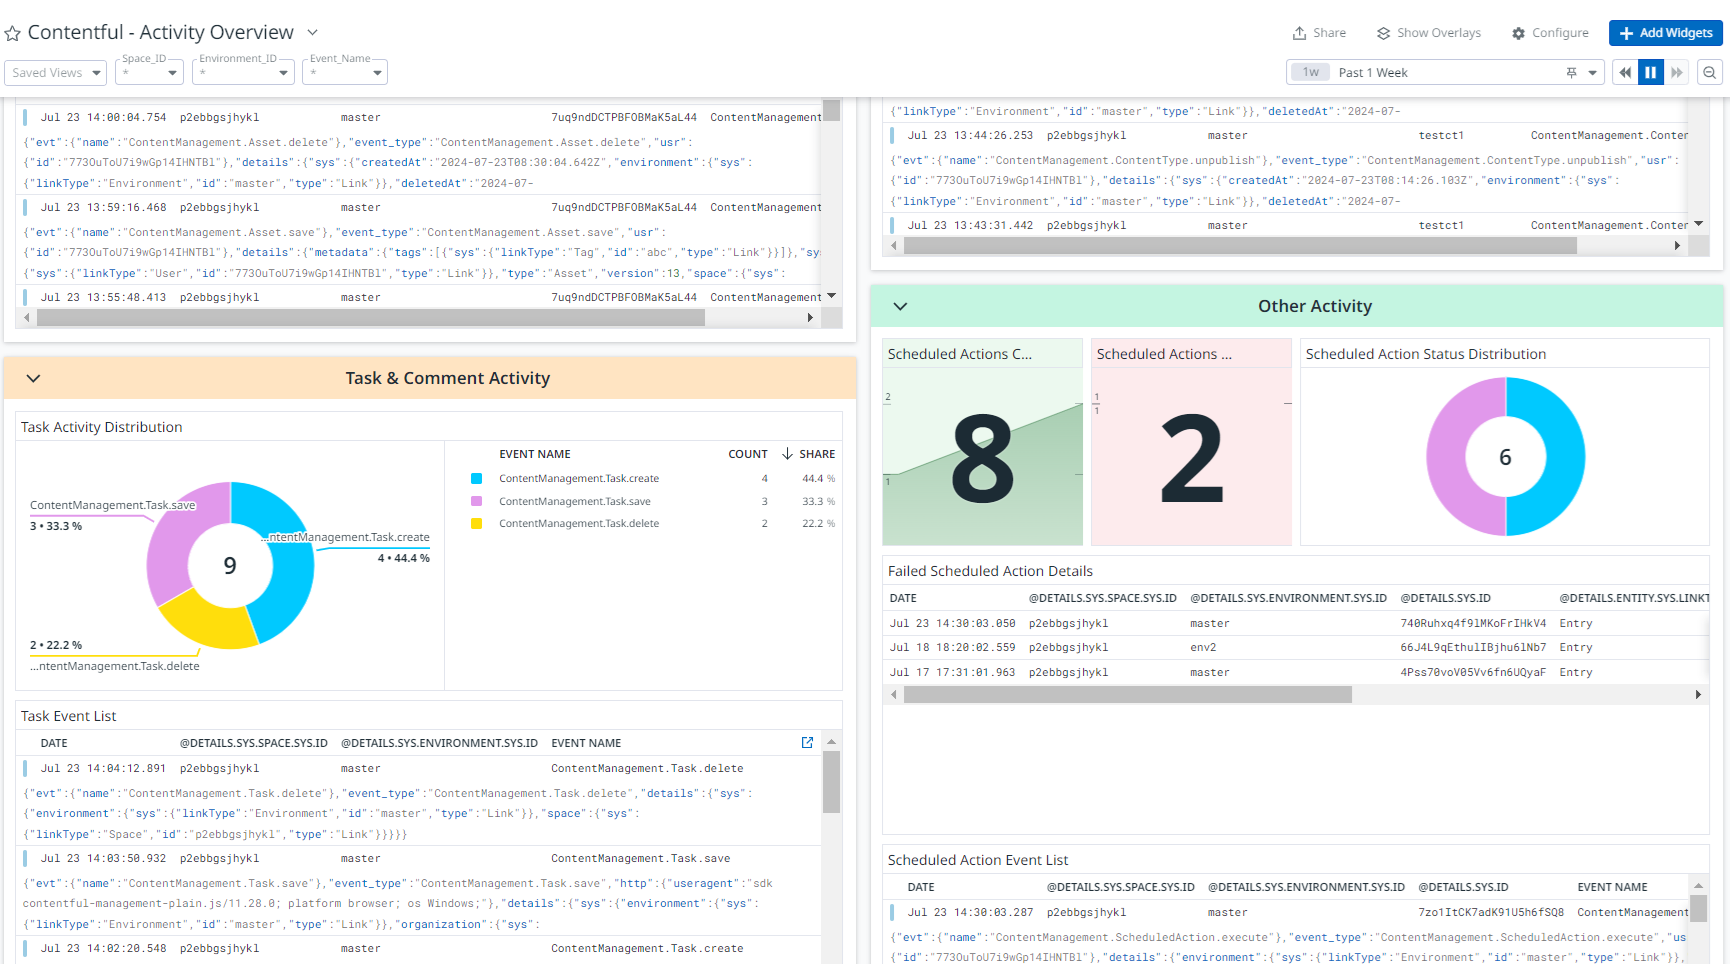 Contentful - Activity Overview
Share
Show Overlays
Configure
Add Widgets
Saved Views
Space_ID
*
Environment_ID
*
Event_Name
*
1w Past 1 Week
Jul 23 14:00:04.754 p2ebbgsjhykl master 7uq9ndDCTPBFOBMaK5aL44 ContentManagement
{"evt":{"name":"ContentManagement.Asset.delete"},"event_type":"ContentManagement.Asset.delete","usr":
{"id":"773OuToU7i9wGp14IHNTBl"},"details":{"sys":{"createdAt":"2024-07-23T08:30:04.642Z","environment":{"sys":
{"linkType":"Environment","id":"master","type":"Link"}},"deletedAt":"2024-07-
Jul 23 13:59:16.468 p2ebbgsjhykl master 7uq9ndDCTPBFOBMaK5aL44 ContentManagement
{"evt":{"name":"ContentManagement.Asset.save"},"event_type":"ContentManagement.Asset.save","usr":
{"id":"773OuToU7i9wGp14IHNTBl"},"details":{"metadata":{"tags":[{"sys":{"linkType":"Tag","id":"abc","type":"Link"}}]},"sy
{"sys":{"linkType":"User","id":"773OuToU7i9wGp14IHNTBl","type":"Link"}},"type":"Asset","version":13,"space":{"sys":
Jul 23 13:55:48.413 p2ebbgsjhykl master 7uq9ndDCTPBFOBMaK5aL44 ContentManagement
Task & Comment Activity
Task Activity Distribution
ContentManagement.Task.save
3 • 33.3 %
...ntentManagement.Task.create
4 • 44.4 %
9
2 • 22.2 %
...ntentManagement.Task.delete
EVENT NAME COUNT SHARE
ContentManagement.Task.create 4 44.4 %
ContentManagement.Task.save 3 33.3 %
ContentManagement.Task.delete 2 22.2 %
Task Event List
DATE @DETAILS.SYS.SPACE.SYS.ID @DETAILS.SYS.ENVIRONMENT.SYS.ID EVENT NAME
Jul 23 14:04:12.891 p2ebbgsjhykl master ContentManagement.Task.delete
{"evt":{"name":"ContentManagement.Task.delete"},"event_type":"ContentManagement.Task.delete","details":{"sys":
{"environment":{"sys":{"linkType":"Environment","id":"master","type":"Link"}},"space":{"sys":
{"linkType":"Space","id":"p2ebbgsjhykl","type":"Link"}}}}}
Jul 23 14:03:50.932 p2ebbgsjhykl master ContentManagement.Task.save
{"evt":{"name":"ContentManagement.Task.save"},"event_type":"ContentManagement.Task.save","http":{"useragent":"sdk
contentful-management-plain.js/11.28.0; platform browser; os Windows;"},"details":{"sys":{"environment":{"sys":
{"linkType":"Environment","id":"master","type":"Link"}},"organization":{"sys":
Jul 23 14:02:20.548 p2ebbgsjhykl master ContentManagement.Task.create
{"linkType":"Environment","id":"master","type":"Link"}},"deletedAt":"2024-07-
Jul 23 13:44:26.253 p2ebbgsjhykl master testct1 ContentManagement.Conter
{"evt":{"name":"ContentManagement.ContentType.unpublish"},"event_type":"ContentManagement.ContentType.unpublish","usr":
{"id":"773OuToU7i9wGp14IHNTBl"},"details":{"sys":{"createdAt":"2024-07-23T08:14:26.103Z","environment":{"sys":
{"linkType":"Environment","id":"master","type":"Link"}},"deletedAt":"2024-07-
Jul 23 13:43:31.442 p2ebbgsjhykl master testct1 ContentManagement.Conter
Other Activity
Scheduled Actions C...
2
1
8
Scheduled Actions ...
1
1
2
Scheduled Action Status Distribution
6
Failed Scheduled Action Details
DATE @DETAILS.SYS.SPACE.SYS.ID @DETAILS.SYS.ENVIRONMENT.SYS.ID @DETAILS.SYS.ID @DETAILS.ENTITY.SYS.LINKT
Jul 23 14:30:03.050 p2ebbgsjhykl master 740Ruhxq4f9lMKoFrIHkV4 Entry
Jul 18 18:20:02.559 p2ebbgsjhykl env2 66J4L9qEthulIBjhu6lNb7 Entry
Jul 17 17:31:01.963 p2ebbgsjhykl master 4Pss70voV05Vv6fn6UQyaF Entry
Scheduled Action Event List
DATE @DETAILS.SYS.SPACE.SYS.ID @DETAILS.SYS.ENVIRONMENT.SYS.ID @DETAILS.SYS.ID EVENT NAME
Jul 23 14:30:03.287 p2ebbgsjhykl master 7zo1ItCK7adK91U5h6fSQ8 ContentManagement
{"evt":{"name":"ContentManagement.ScheduledAction.execute"},"event_type":"ContentManagement.ScheduledAction.execute","us
{"id":"773OuToU7i9wGp14IHNTBl"},"details":{"environment":{"sys":{"linkType":"Environment","id":"master","type":"Link"}},